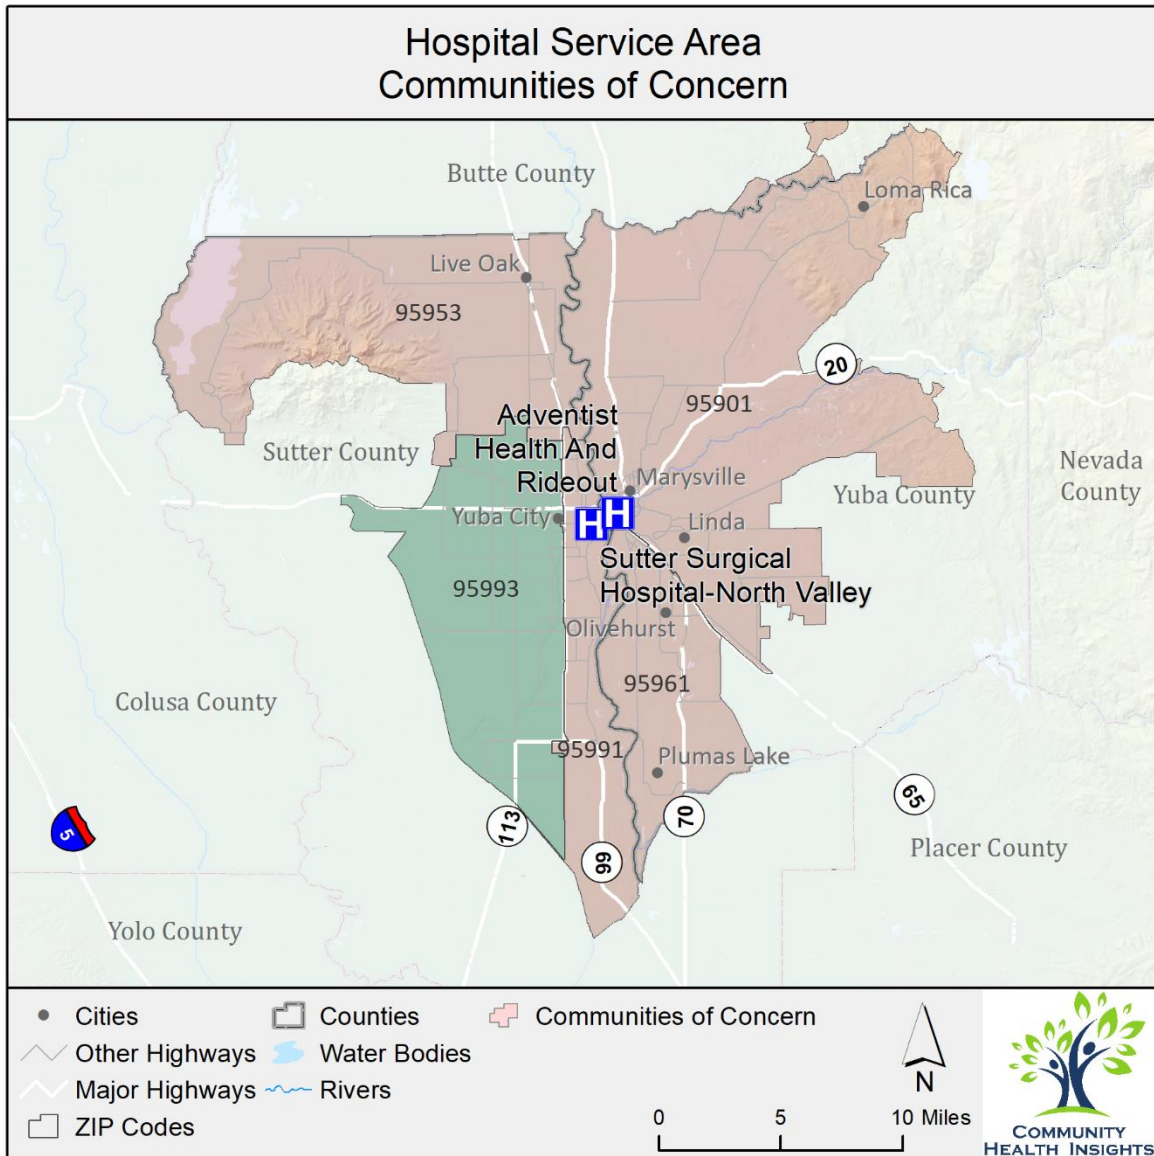 Hospital Service Area
Communities of Concern
Butte County
Loma Rica
Live Oak
95953
20
95901
Adventist
Health And
Rideout
Sutter County
Marysville
Nevada
County
Yuba County
Yuba City
H
H
Linda
Sutter Surgical
Hospital-North Valley
95993
Olivehurst
95961
Colusa County
95991
Plumas Lake
65
70
113
5
99
Placer County
Yolo County
Cities
Counties
Communities of Concern
Other Highways
Water Bodies
Major Highways
Rivers
ZIP Codes
N
0 5 10 Miles
COMMUNITY
HEALTH INSIGHTS